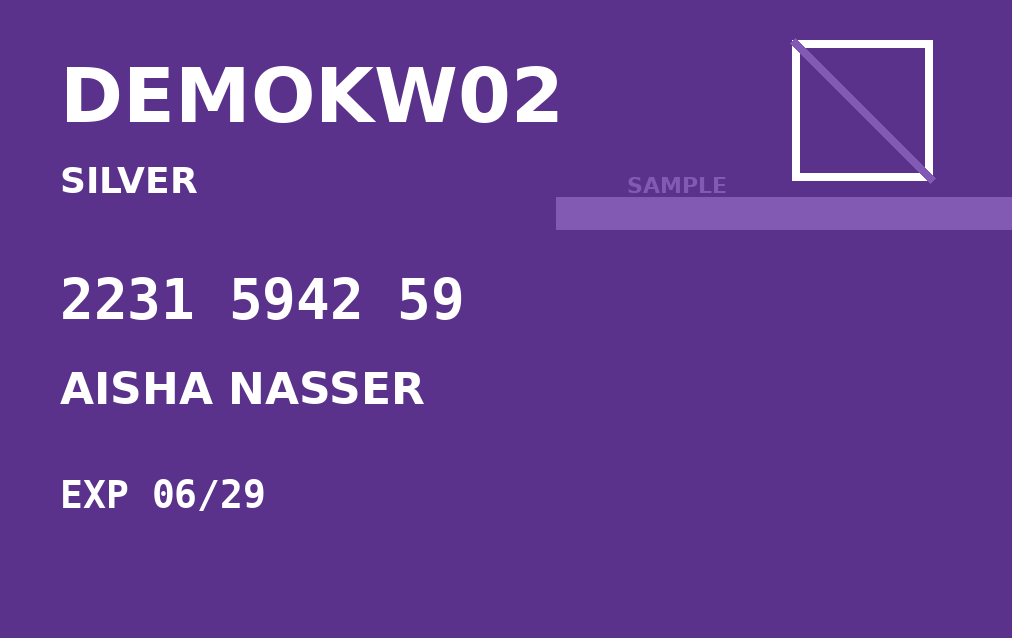 DEMOKW02
SILVER
SAMPLE
2231 5942 59
AISHA NASSER
EXP 06/29